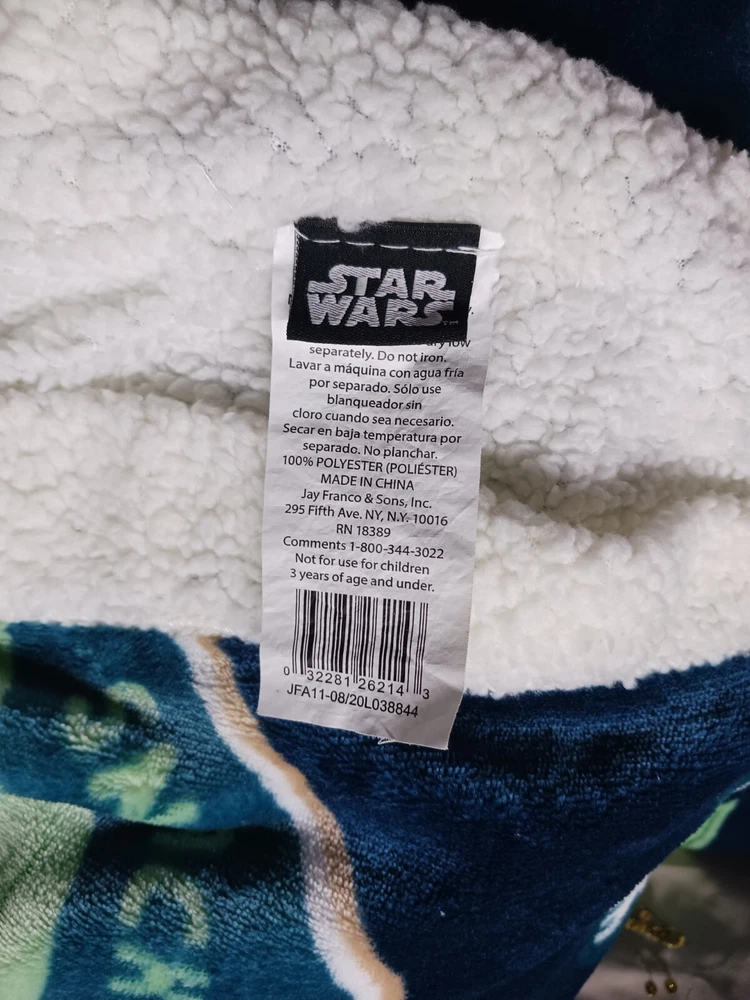 STAR
WARS
dry low
separately. Do not iron.
Lavar a máquina con agua fría
por separado. Sólo use
blanqueador sin
cloro cuando sea necesario.
Secar en baja temperatura por
separado. No planchar.
100% POLYESTER (POLIÉSTER)
MADE IN CHINA
Jay Franco & Sons, Inc.
295 Fifth Ave. NY, N.Y. 10016
RN 18389
Comments 1-800-344-3022
Not for use for children
3 years of age and under.
0 32281 26214 3
JFA11-08/20L038844